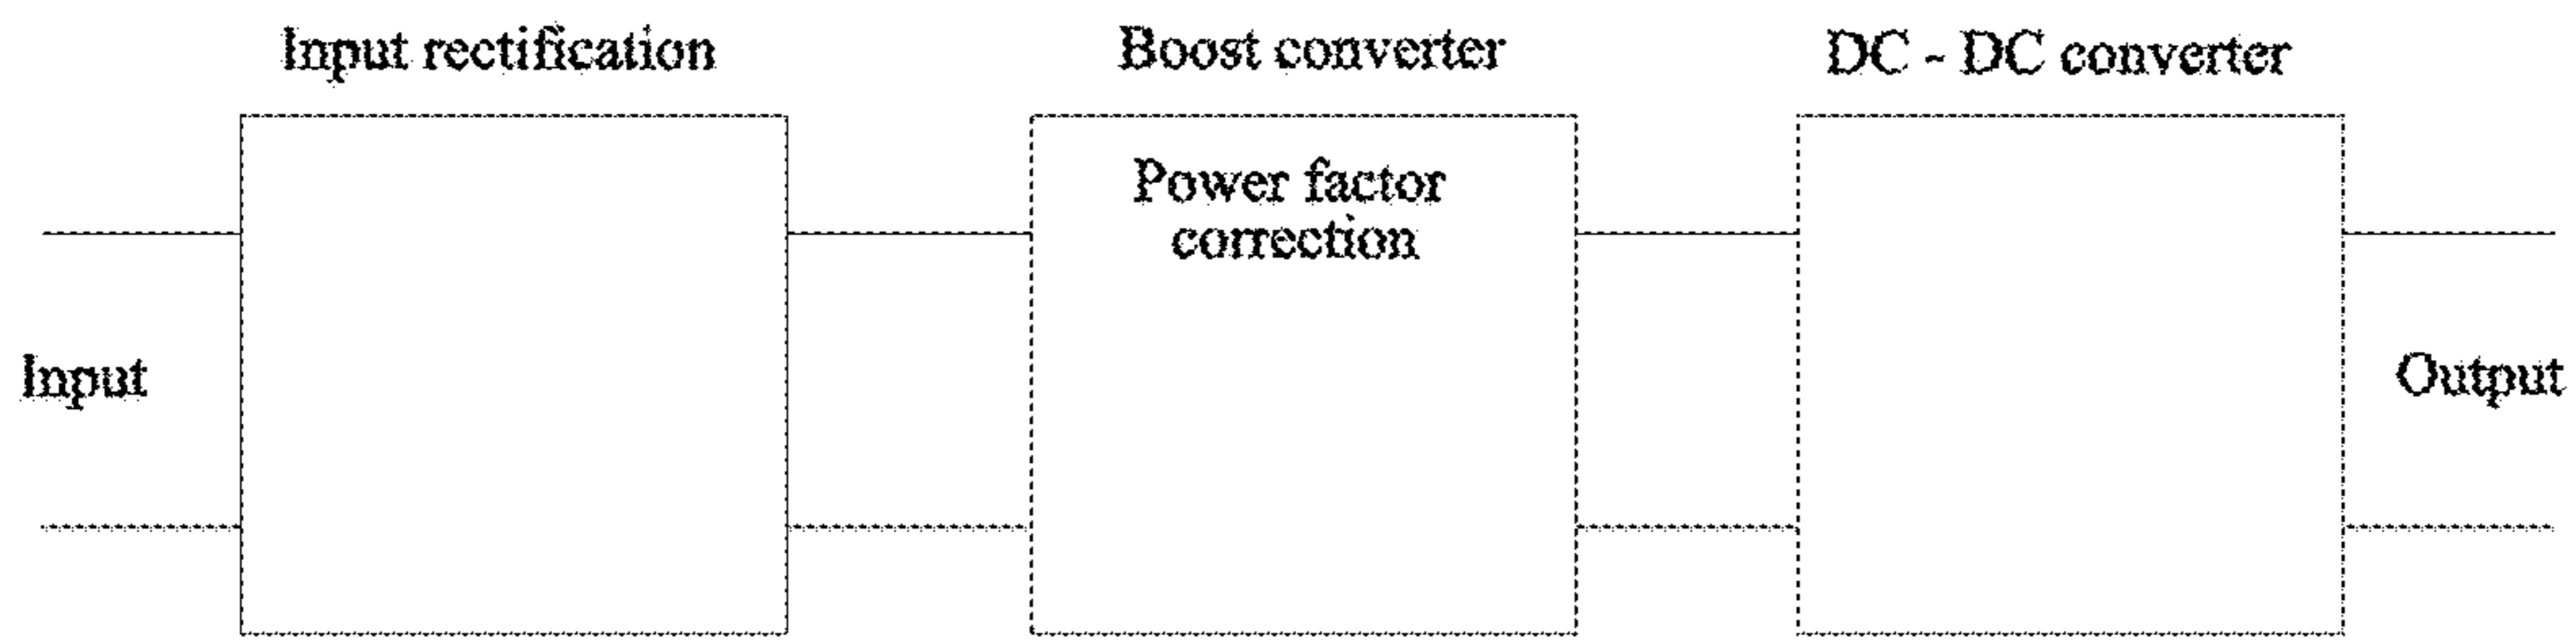 Input rectification
Boost converter
DC - DC converter
Power factor
correction
Input
Output